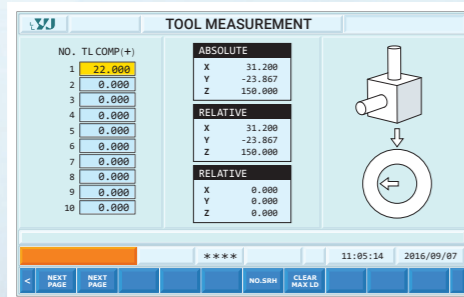 YJ
TOOL MEASUREMENT
NO. TL COMP(+)
1 22.000
2 0.000
3 0.000
4 0.000
5 0.000
6 0.000
7 0.000
8 0.000
9 0.000
10 0.000
ABSOLUTE
X 31.200
Y -23.867
Z 150.000
RELATIVE
X 31.200
Y -23.867
Z 150.000
RELATIVE
X 0.000
Y 0.000
Z 0.000
**** 11:05:14 2016/09/07
< NEXT PAGE NEXT PAGE NO.SRH CLEAR MAX LD